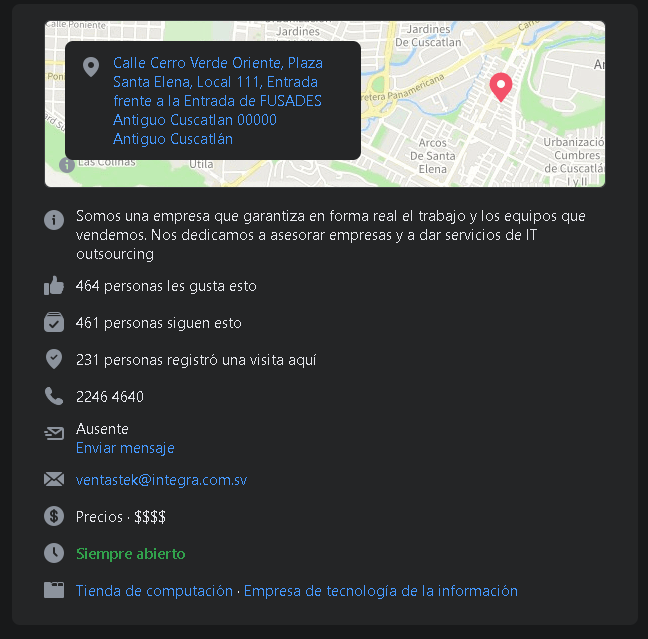 Calle Poniente
Jardines
Jardines
De Cuscatlan
Calle Cerro Verde Oriente, Plaza
Santa Elena, Local 111, Entrada
frente a la Entrada de FUSADES
Antiguo Cuscatlan 00000
Antiguo Cuscatlán
retera Panamericana
Arcos
De Santa
Elena
Urbanizació
Cumbres
de Cuscatlá
I y II
Las Colinas
Utila
Somos una empresa que garantiza en forma real el trabajo y los equipos que
vendemos. Nos dedicamos a asesorar empresas y a dar servicios de IT
outsourcing
464 personas les gusta esto
461 personas siguen esto
231 personas registró una visita aquí
2246 4640
Ausente
Enviar mensaje
ventastek@integra.com.sv
Precios · $$$$
Siempre abierto
Tienda de computación · Empresa de tecnología de la información